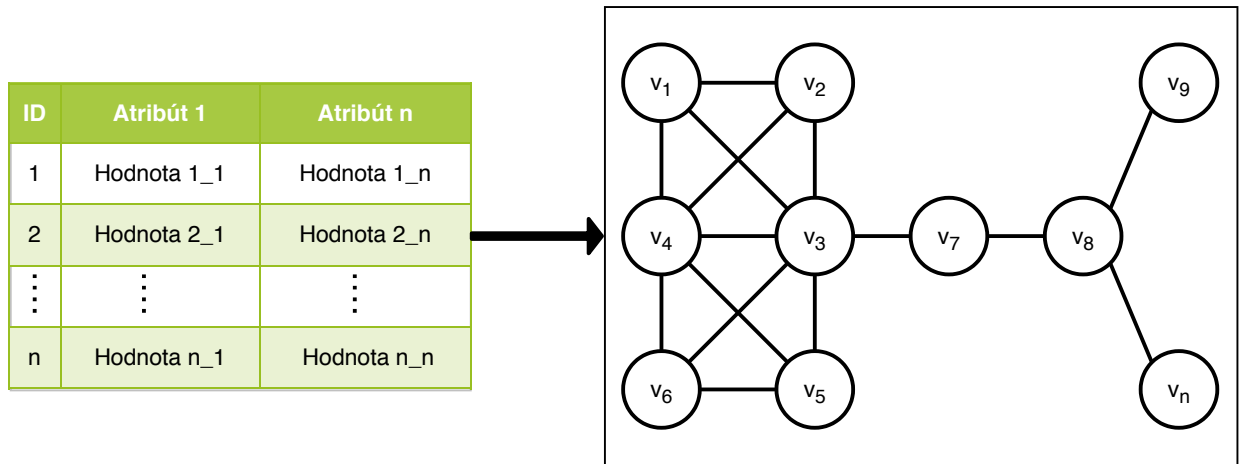 ID Atribút 1 Atribút n
1 Hodnota 1_1 Hodnota 1_n
2 Hodnota 2_1 Hodnota 2_n
n Hodnota n_1 Hodnota n_n
v1 v2 v9
v4 v3 v7 v8
v6 v5 vn